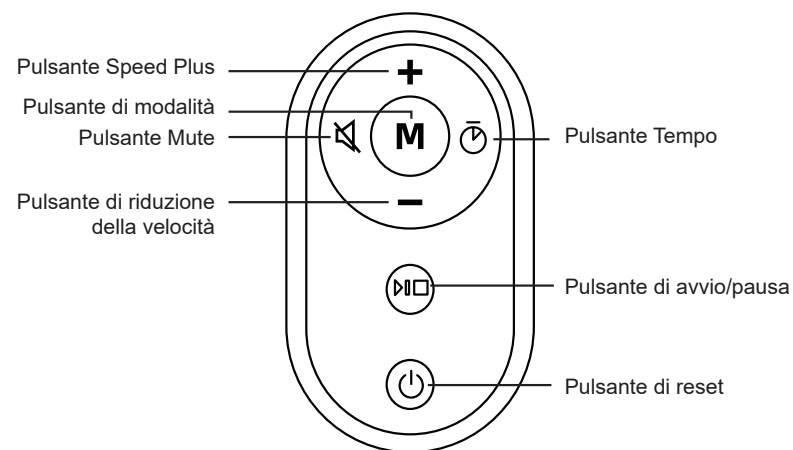 Pulsante Speed Plus
Pulsante di modalità
Pulsante Mute
Pulsante di riduzione
della velocità
M
Pulsante Tempo
Pulsante di avvio/pausa
Pulsante di reset